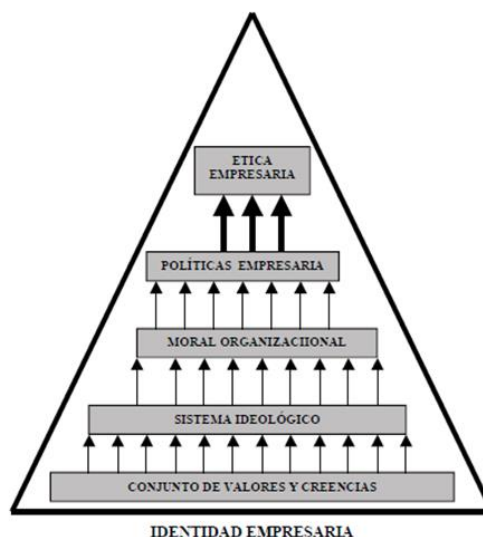 ETICA
EMPRESARIA
POLÍTICAS EMPRESARIA
MORAL ORGANIZACIIONAL
SISTEMA IDEOLÓGICO
CONJUNTO DE VALORES Y CREENCIAS
IDENTIDAD EMPRESARIA